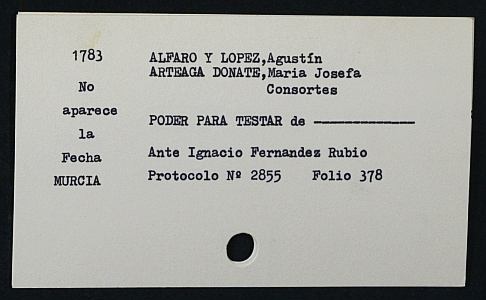 1783
No
aparece
la
Fecha
MURCIA
ALFARO Y LOPEZ,Agustín
ARTEAGA DONATE,Maria Josefa
Consortes
PODER PARA TESTAR de --------------
Ante Ignacio Fernandez Rubio
Protocolo Nº 2855 Folio 378